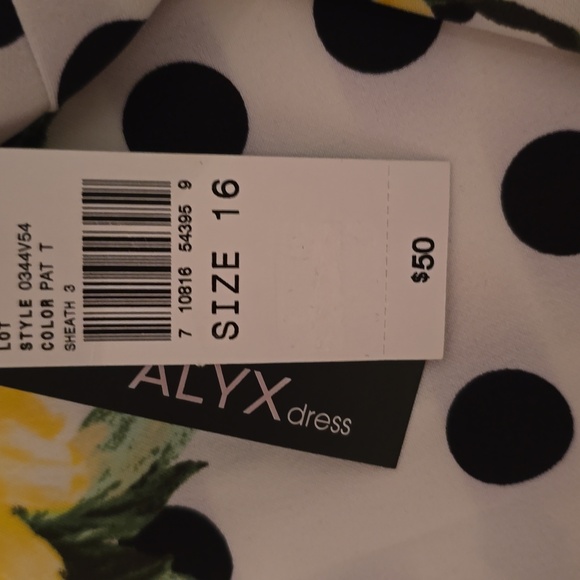 LOT
STYLE 0344V54
COLOR PAT T
SHEATH 3
7 10816 54395 9
SIZE 16
$50
ALYX dress